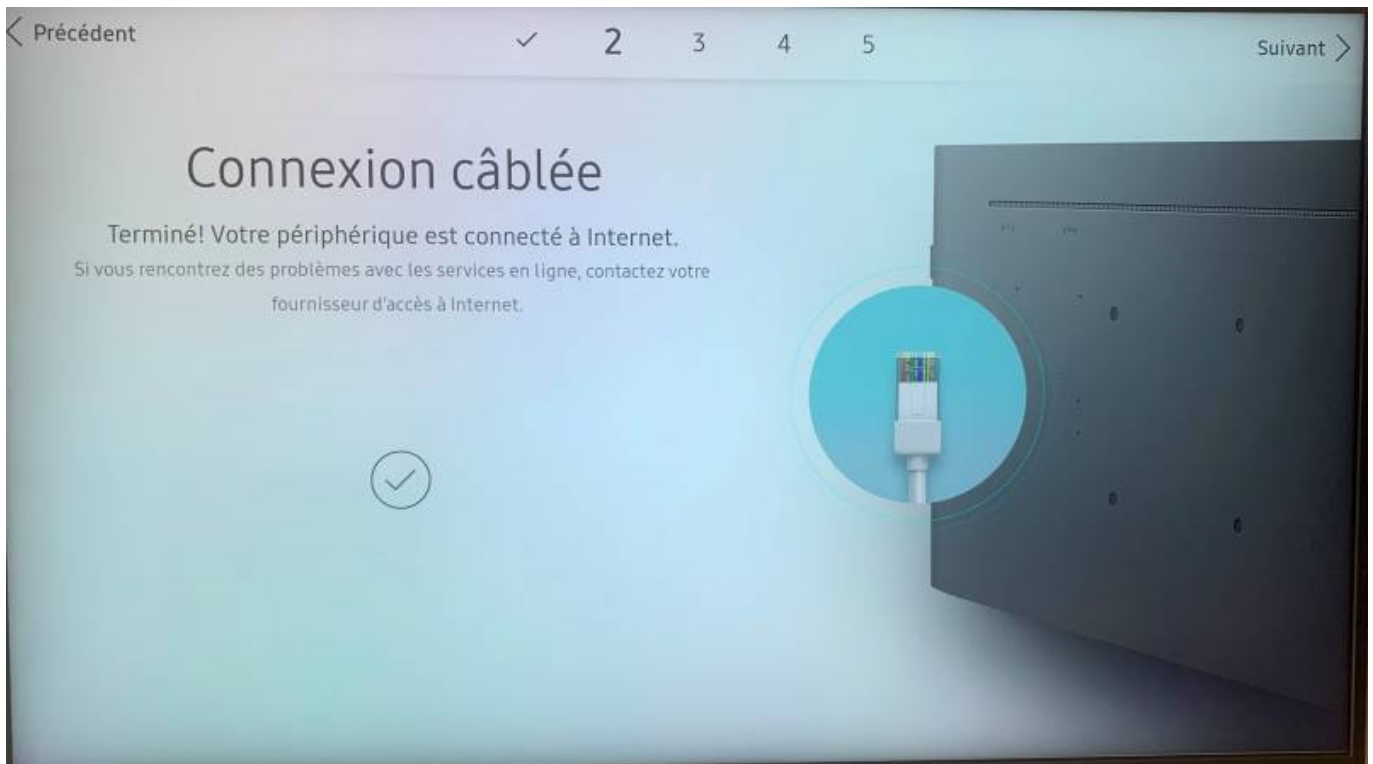 Précédent
2 3 4 5
Suivant
Connexion câblée
Terminé! Votre périphérique est connecté à Internet.
Si vous rencontrez des problèmes avec les services en ligne, contactez votre
fournisseur d'accès à Internet.